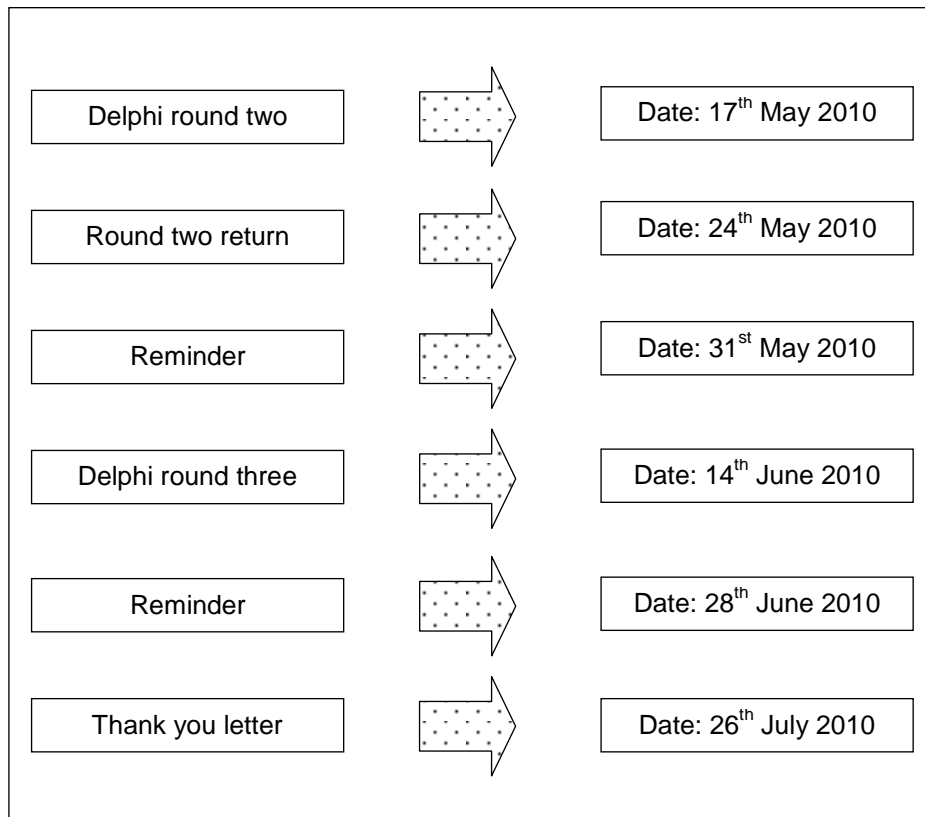 Delphi round two
Date: 17th May 2010
Round two return
Date: 24th May 2010
Reminder
Date: 31st May 2010
Delphi round three
Date: 14th June 2010
Reminder
Date: 28th June 2010
Thank you letter
Date: 26th July 2010